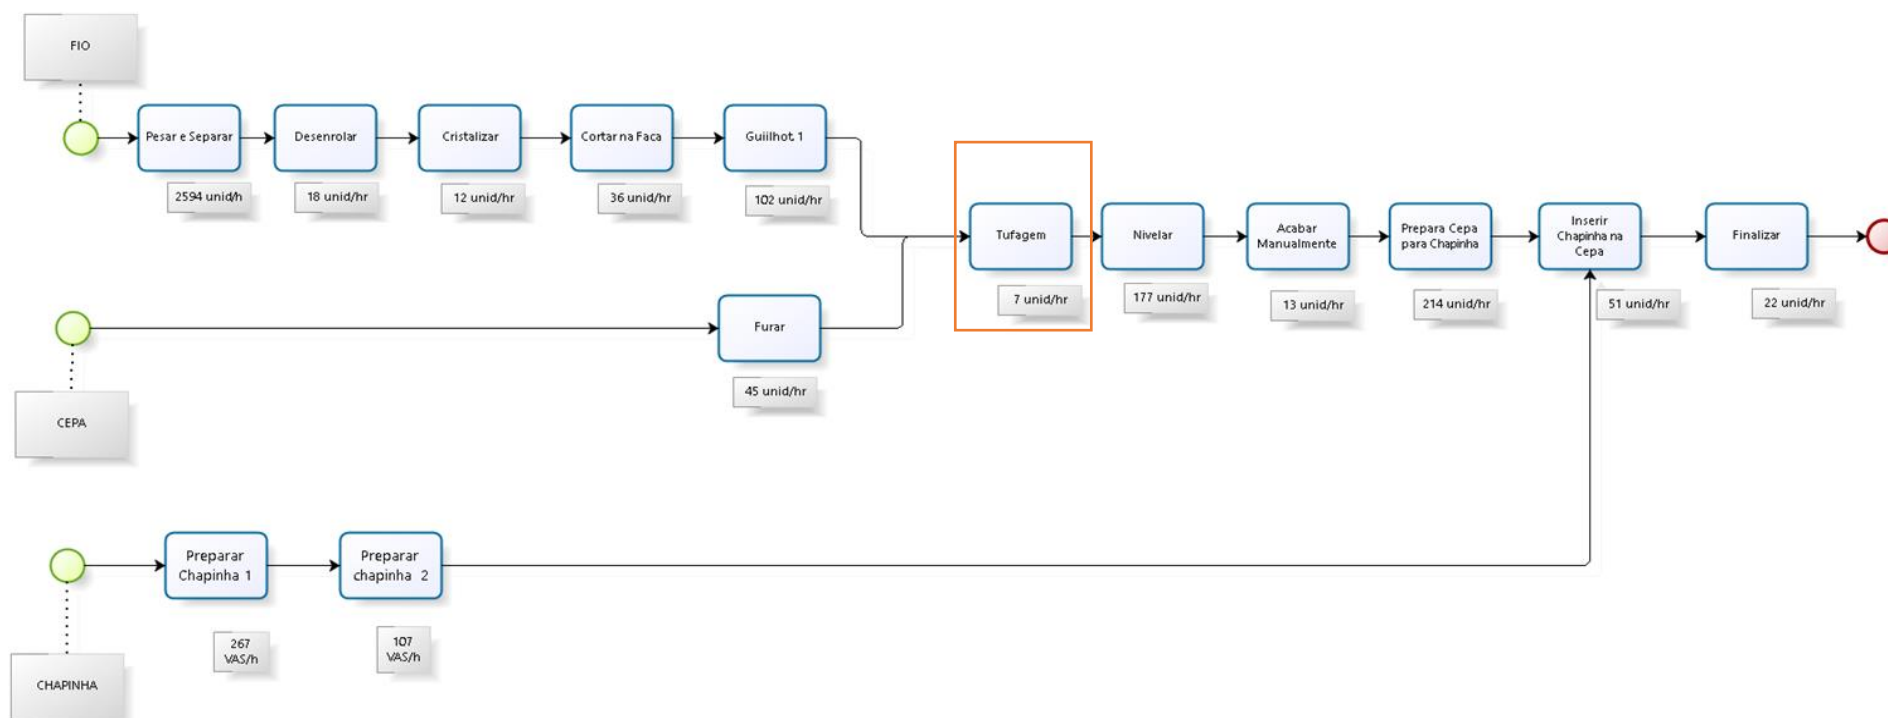 FIO
Pesar e Separar
Desenrolar
Cristalizar
Cortar na Faca
Guiilhot. 1
2594 unid/h
18 unid/hr
12 unid/hr
36 unid/hr
102 unid/hr
Tufagem
Nivelar
Acabar
Manualmente
Prepara Cepa
para Chapinha
Inserir
Chapinha na
Cepa
Finalizar
7 unid/hr
177 unid/hr
13 unid/hr
214 unid/hr
51 unid/hr
22 unid/hr
Furar
45 unid/hr
CEPA
Preparar
Chapinha 1
Preparar
chapinha 2
267
VAS/h
107
VAS/h
CHAPINHA